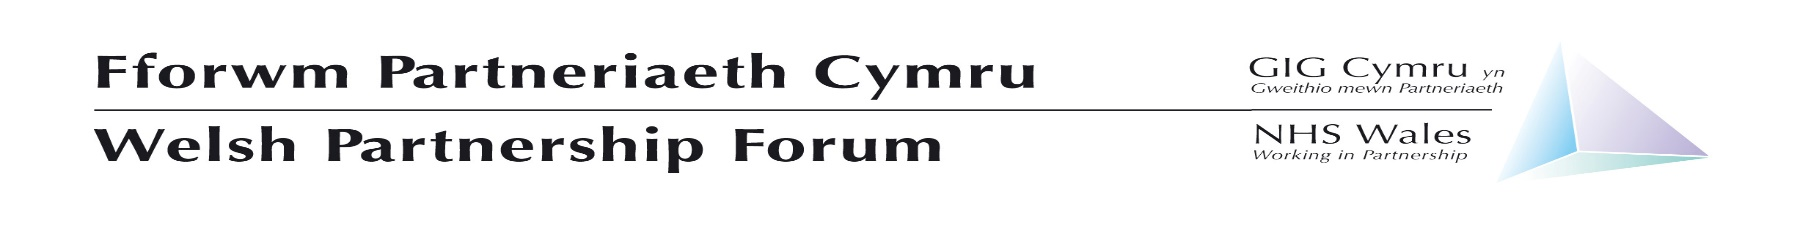 Fforwm Partneriaeth Cymru
Welsh Partnership Forum
GIG Cymru yn
Gweithio mewn Partneriaeth
NHS Wales
Working in Partnership